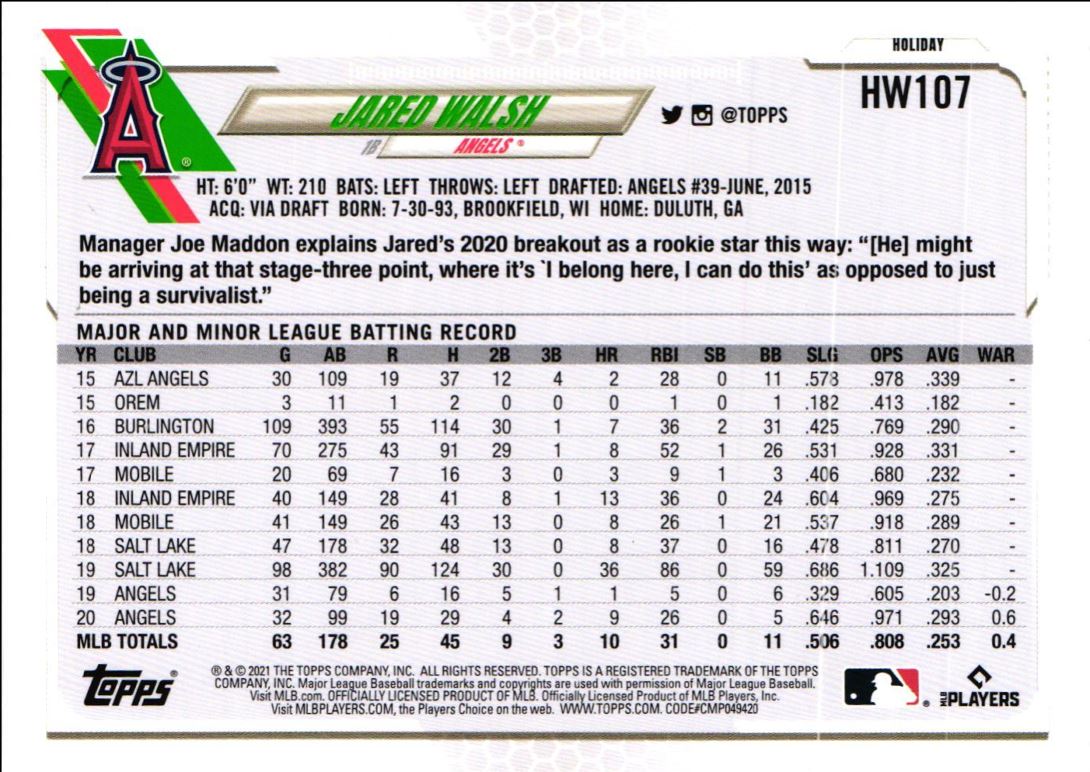 HOLIDAY
HW107
JARED WALSH
@TOPPS
1B ANGELS ®
A ®
HT: 6'0" WT: 210 BATS: LEFT THROWS: LEFT DRAFTED: ANGELS #39-JUNE, 2015
ACQ: VIA DRAFT BORN: 7-30-93, BROOKFIELD, WI HOME: DULUTH, GA
Manager Joe Maddon explains Jared's 2020 breakout as a rookie star this way: “[He] might
be arriving at that stage-three point, where it's `I belong here, I can do this' as opposed to just
being a survivalist.”
MAJOR AND MINOR LEAGUE BATTING RECORD
YR CLUB G AB R H 2B 3B HR RBI SB BB SLG OPS AVG WAR
15 AZL ANGELS 30 109 19 37 12 4 2 28 0 11 .578 .978 .339 -
15 OREM 3 11 1 2 0 0 0 1 0 1 .182 .413 .182 -
16 BURLINGTON 109 393 55 114 30 1 7 36 2 31 .425 .769 .290 -
17 INLAND EMPIRE 70 275 43 91 29 1 8 52 1 26 .531 .928 .331 -
17 MOBILE 20 69 7 16 3 0 3 9 1 3 .406 .680 .232 -
18 INLAND EMPIRE 40 149 28 41 8 1 13 36 0 24 .604 .969 .275 -
18 MOBILE 41 149 26 43 13 0 8 26 1 21 .537 .918 .289 -
18 SALT LAKE 47 178 32 48 13 0 8 37 0 16 .478 .811 .270 -
19 SALT LAKE 98 382 90 124 30 0 36 86 0 59 .686 1.109 .325 -
19 ANGELS 31 79 6 16 5 1 1 5 0 6 .329 .605 .203 -0.2
20 ANGELS 32 99 19 29 4 2 9 26 0 5 .646 .971 .293 0.6
MLB TOTALS 63 178 25 45 9 3 10 31 0 11 .506 .808 .253 0.4
TOPPS®
® & © 2021 THE TOPPS COMPANY, INC. ALL RIGHTS RESERVED. TOPPS IS A REGISTERED TRADEMARK OF THE TOPPS
COMPANY, INC. Major League Baseball trademarks and copyrights are used with permission of Major League Baseball.
Visit MLB.com. OFFICIALLY LICENSED PRODUCT OF MLB. Officially Licensed Product of MLB Players, Inc.
Visit MLBPLAYERS.COM, the Players Choice on the web. WWW.TOPPS.COM. CODE#CMP049420
®
MLB PLAYERS